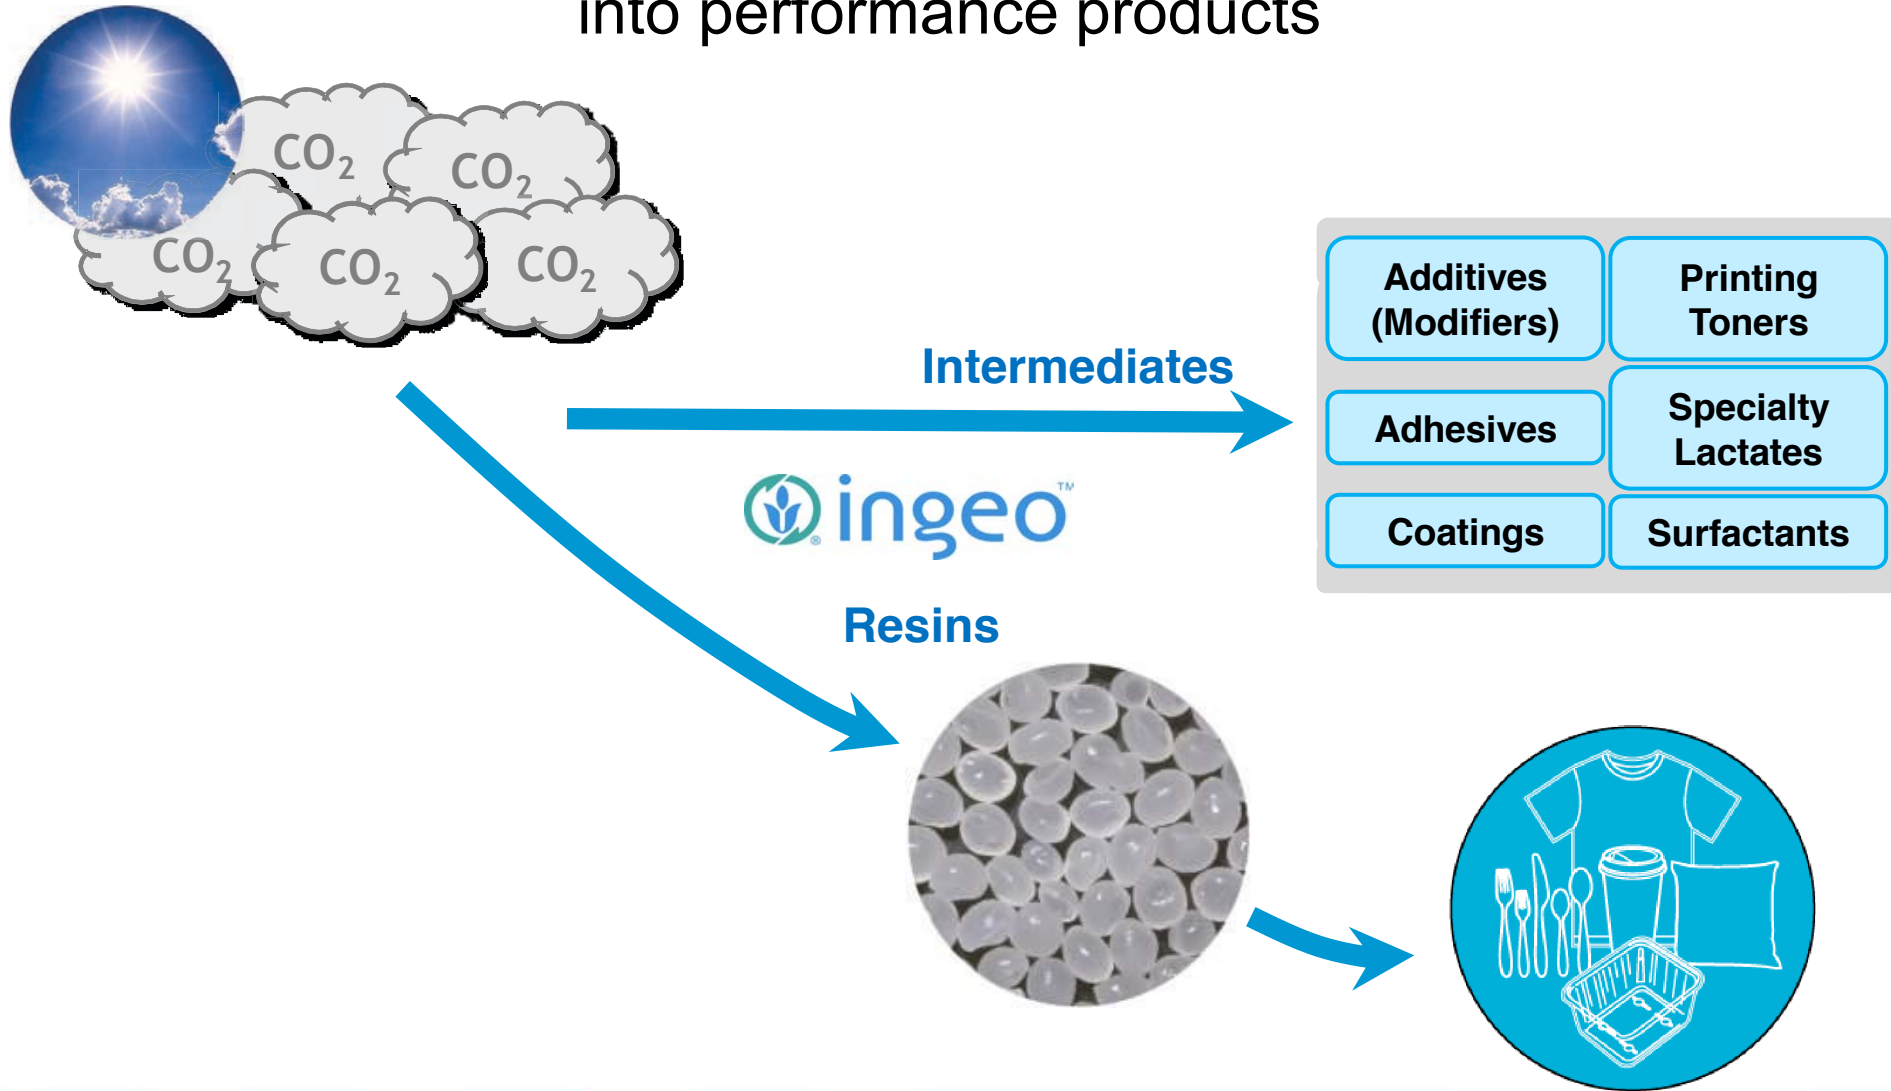 into performance products
CO2
CO2
CO2
CO2
CO2
Intermediates
Additives
(Modifiers)
Printing
Toners
Adhesives
Specialty
Lactates
Coatings
Surfactants
ingeo™
®
Resins